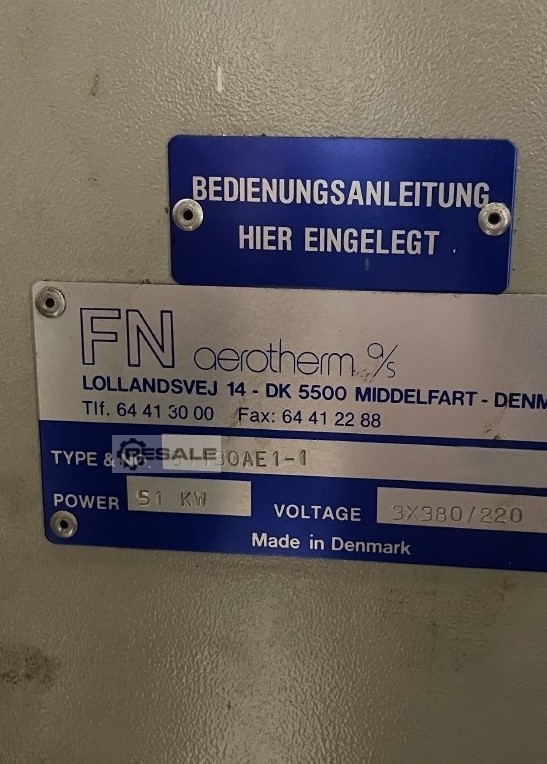 BEDIENUNGSANLEITUNG
HIER EINGELEGT
FN aerotherm a/s
LOLLANDSVEJ 14 - DK 5500 MIDDELFART - DENM
Tlf. 64 41 30 00 Fax: 64 41 22 88
TYPE & NO.
RESALE
POWER 51 KW VOLTAGE 3X380/220
Made in Denmark